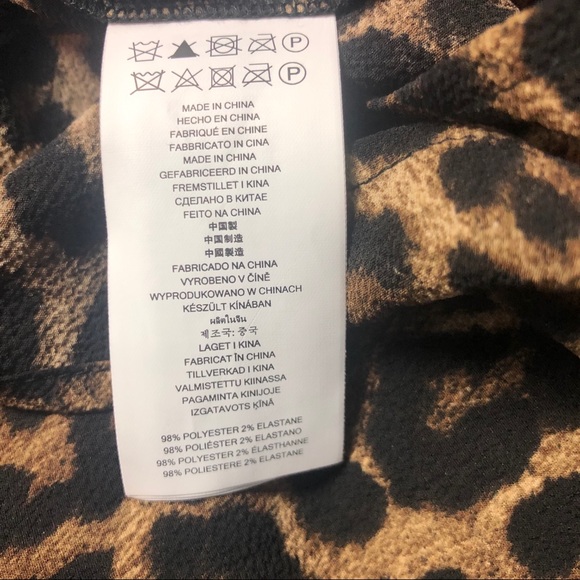 P
P
MADE IN CHINA
HECHO EN CHINA
FABRIQUÉ EN CHINE
FABBRICATO IN CINA
MADE IN CHINA
GEFABRICEERD IN CHINA
FREMSTILLET I KINA
СДЕЛАНО В КИТАЕ
FEITO NA CHINA
中国製
中国制造
中國製造
FABRICADO NA CHINA
VYROBENO V ČÍNĚ
WYPRODUKOWANO W CHINACH
KÉSZÜLT KÍNÁBAN
ผลิตในจีน
제조국: 중국
LAGET I KINA
FABRICAT ÎN CHINA
TILLVERKAD I KINA
VALMISTETTU KIINASSA
PAGAMINTA KINIJOJE
IZGATAVOTS ĶĪNĀ
98% POLYESTER 2% ELASTANE
98% POLIÉSTER 2% ELASTANO
98% POLYESTER 2% ÉLASTHANNE
98% POLIESTERE 2% ELASTANE